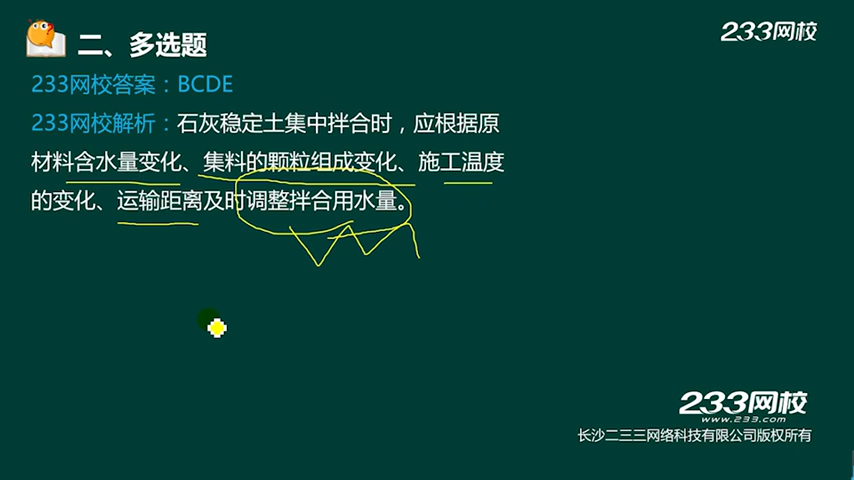 二、多选题
233网校
233网校答案：BCDE
233网校解析：石灰稳定土集中拌合时，应根据原
材料含水量变化、集料的颗粒组成变化、施工温度
的变化、运输距离及时调整拌合用水量。
233网校
www.233.com
长沙二三三网络科技有限公司版权所有